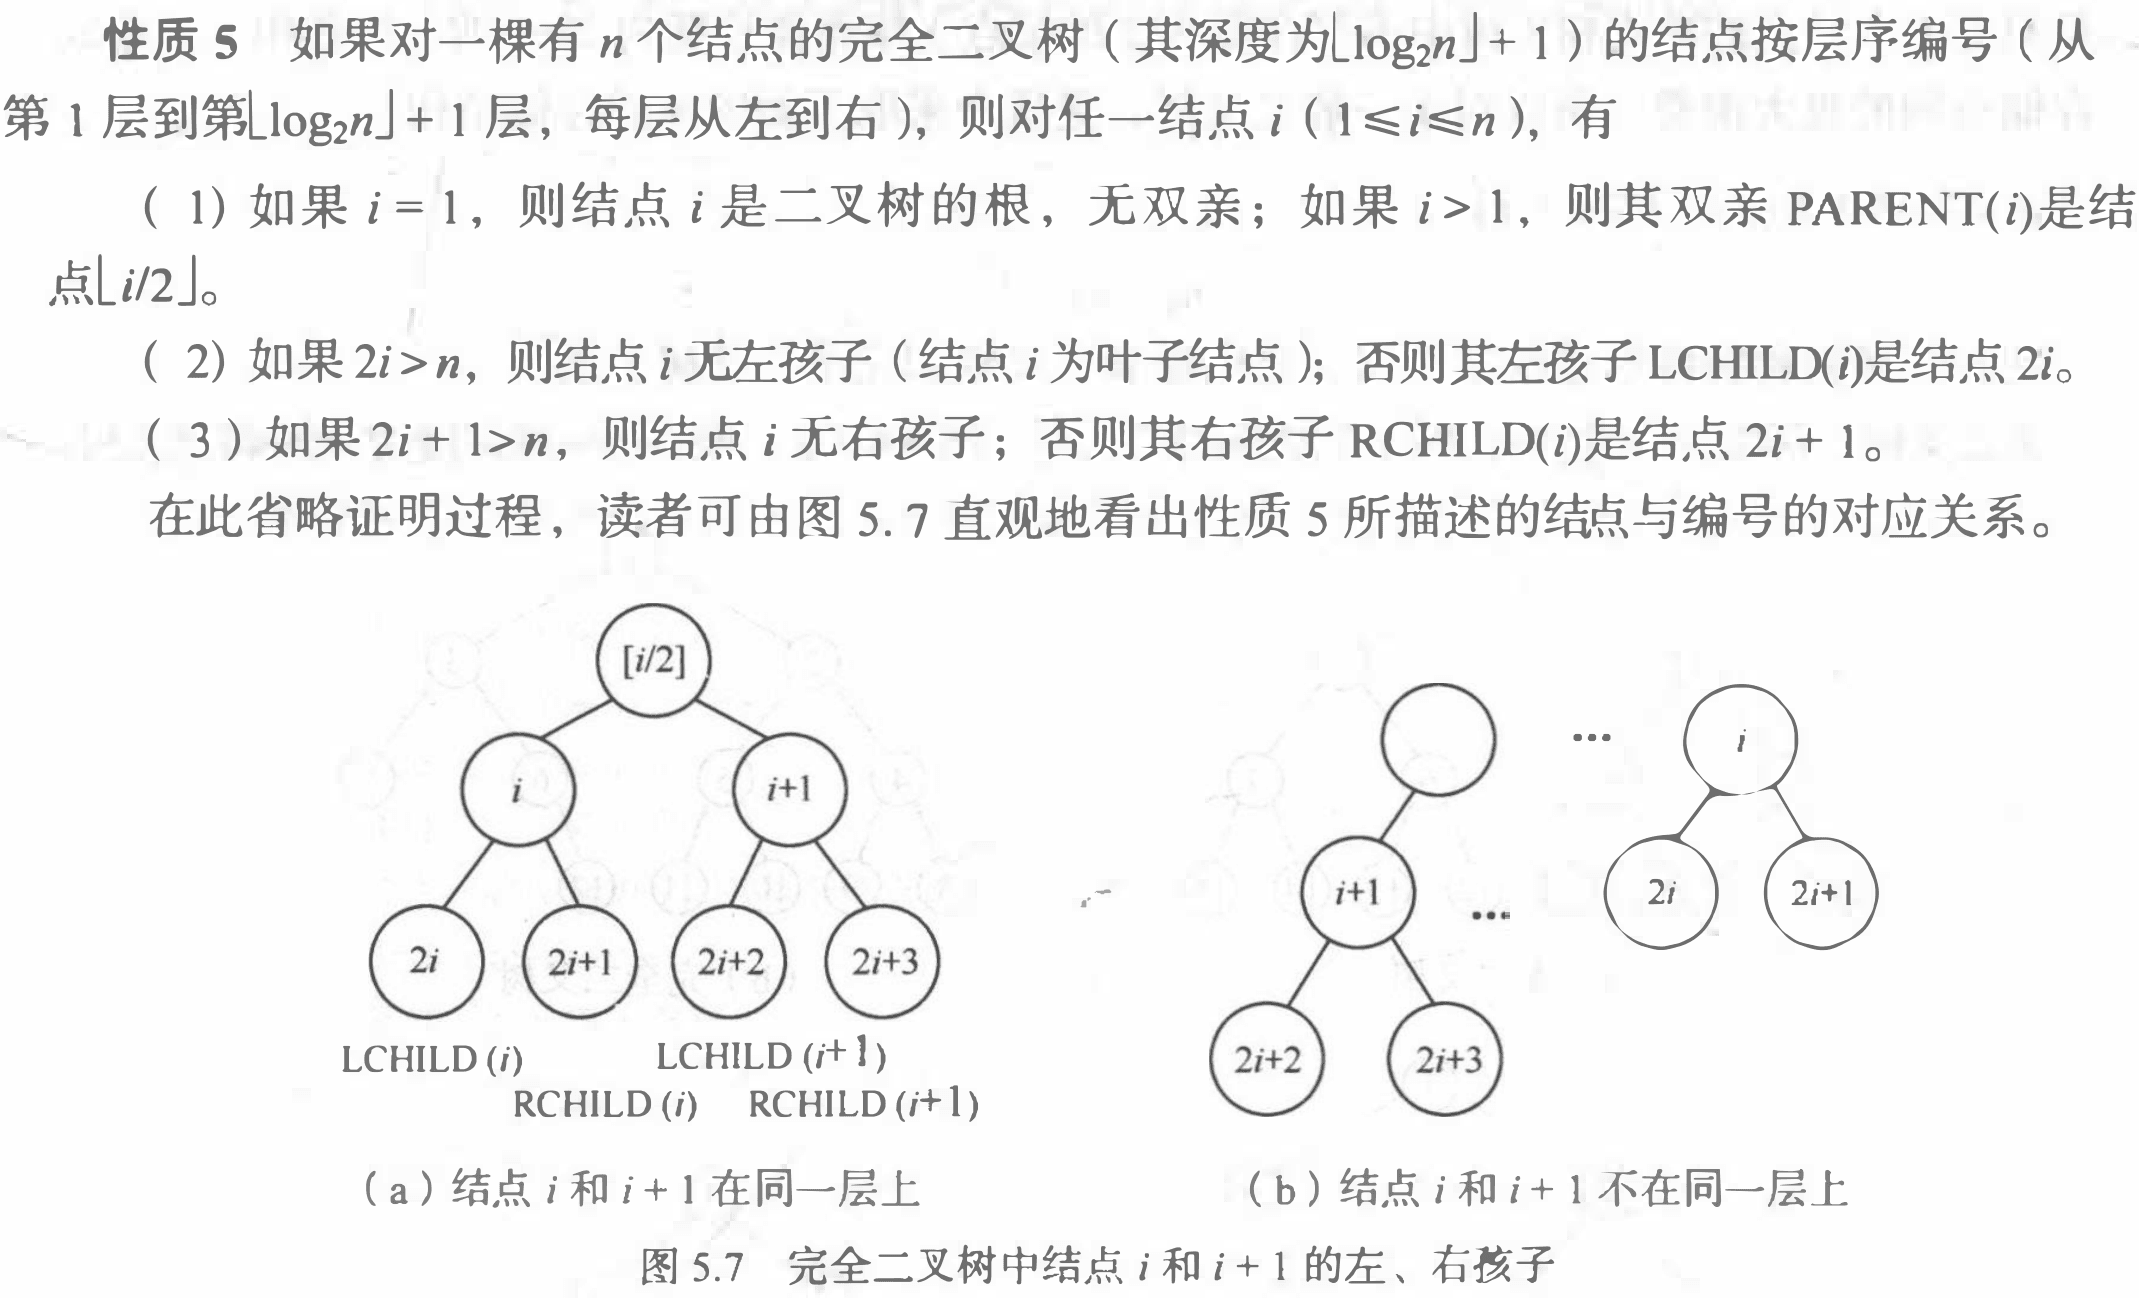 性质 5 如果对一棵有 n 个结点的完全二叉树（其深度为⌊log₂n⌋+ 1）的结点按层序编号（从
第 1 层到第⌊log₂n⌋+ 1 层，每层从左到右），则对任一结点 i（1≤i≤n），有
（1）如果 i = 1，则结点 i 是二叉树的根，无双亲；如果 i > 1，则其双亲 PARENT(i)是结
点⌊i/2⌋。
（2）如果 2i > n，则结点 i 无左孩子（结点 i 为叶子结点）；否则其左孩子 LCHILD(i)是结点 2i。
（3）如果 2i + 1>n，则结点 i 无右孩子；否则其右孩子 RCHILD(i)是结点 2i + 1。
在此省略证明过程，读者可由图 5.7 直观地看出性质 5 所描述的结点与编号的对应关系。
[i/2]
i
i+1
2i
2i+1
2i+2
2i+3
LCHILD (i)
LCHILD (i+1)
RCHILD (i)
RCHILD (i+1)
...
i
i+1
...
2i
2i+1
2i+2
2i+3
（a）结点 i 和 i + 1 在同一层上
（b）结点 i 和 i + 1 不在同一层上
图 5.7 完全二叉树中结点 i 和 i + 1 的左、右孩子